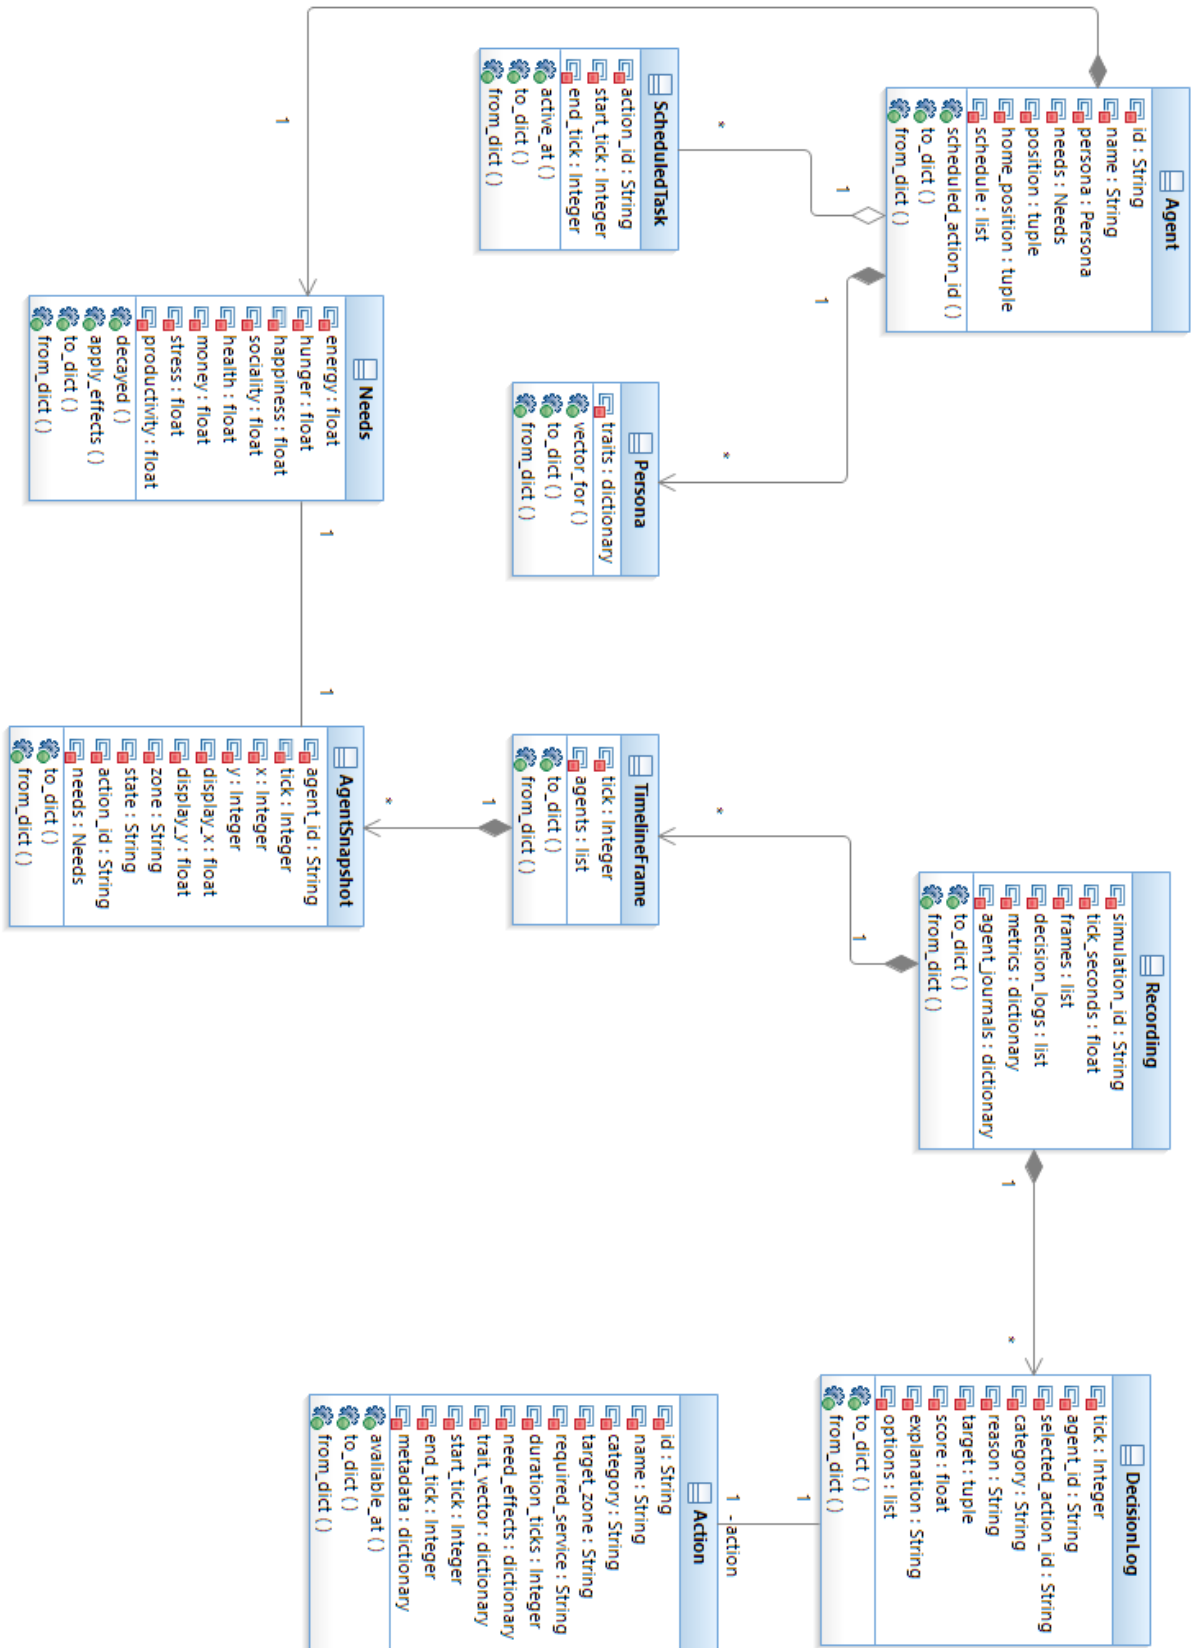 Agent
id : String
name : String
persona : Persona
needs : Needs
position : tuple
home_position : tuple
schedule : list
scheduled_action_id ( )
to_dict ( )
from_dict ( )
1
*
1
1
*
1
ScheduledTask
action_id : String
start_tick : Integer
end_tick : Integer
active_at ( )
to_dict ( )
from_dict ( )
Persona
traits : dictionary
vector_for ( )
to_dict ( )
from_dict ( )
Needs
energy : float
hunger : float
happiness : float
sociality : float
health : float
money : float
stress : float
productivity : float
decayed ( )
apply_effects ( )
to_dict ( )
from_dict ( )
1
1
Recording
simulation_id : String
tick_seconds : float
frames : list
decision_logs : list
metrics : dictionary
agent_journals : dictionary
to_dict ( )
from_dict ( )
*
1
1
*
TimelineFrame
tick : Integer
agents : list
to_dict ( )
from_dict ( )
1
*
AgentSnapshot
agent_id : String
tick : Integer
x : Integer
y : Integer
display_x : float
display_y : float
zone : String
state : String
action_id : String
needs : Needs
to_dict ( )
from_dict ( )
DecisionLog
tick : Integer
agent_id : String
selected_action_id : String
category : String
reason : String
target : tuple
score : float
explanation : String
options : list
to_dict ( )
from_dict ( )
1
1
- action
Action
id : String
name : String
category : String
target_zone : String
required_service : String
duration_ticks : Integer
need_effects : dictionary
trait_vector : dictionary
start_tick : Integer
end_tick : Integer
metadata : dictionary
avaliable_at ( )
to_dict ( )
from_dict ( )